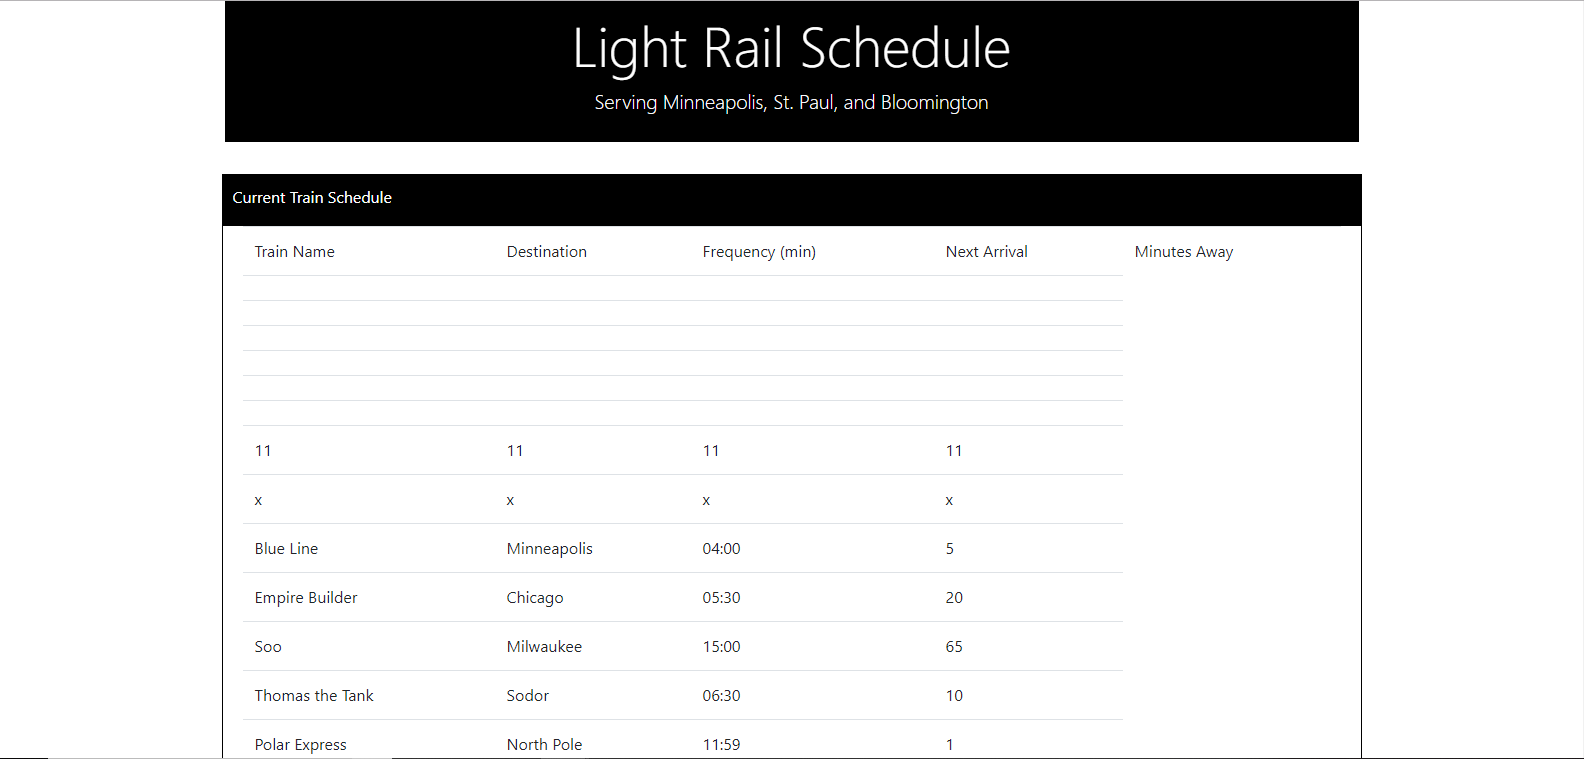 Light Rail Schedule
Serving Minneapolis, St. Paul, and Bloomington
Current Train Schedule
Train Name Destination Frequency (min) Next Arrival Minutes Away
11 11 11 11
x x x x
Blue Line Minneapolis 04:00 5
Empire Builder Chicago 05:30 20
Soo Milwaukee 15:00 65
Thomas the Tank Sodor 06:30 10
Polar Express North Pole 11:59 1